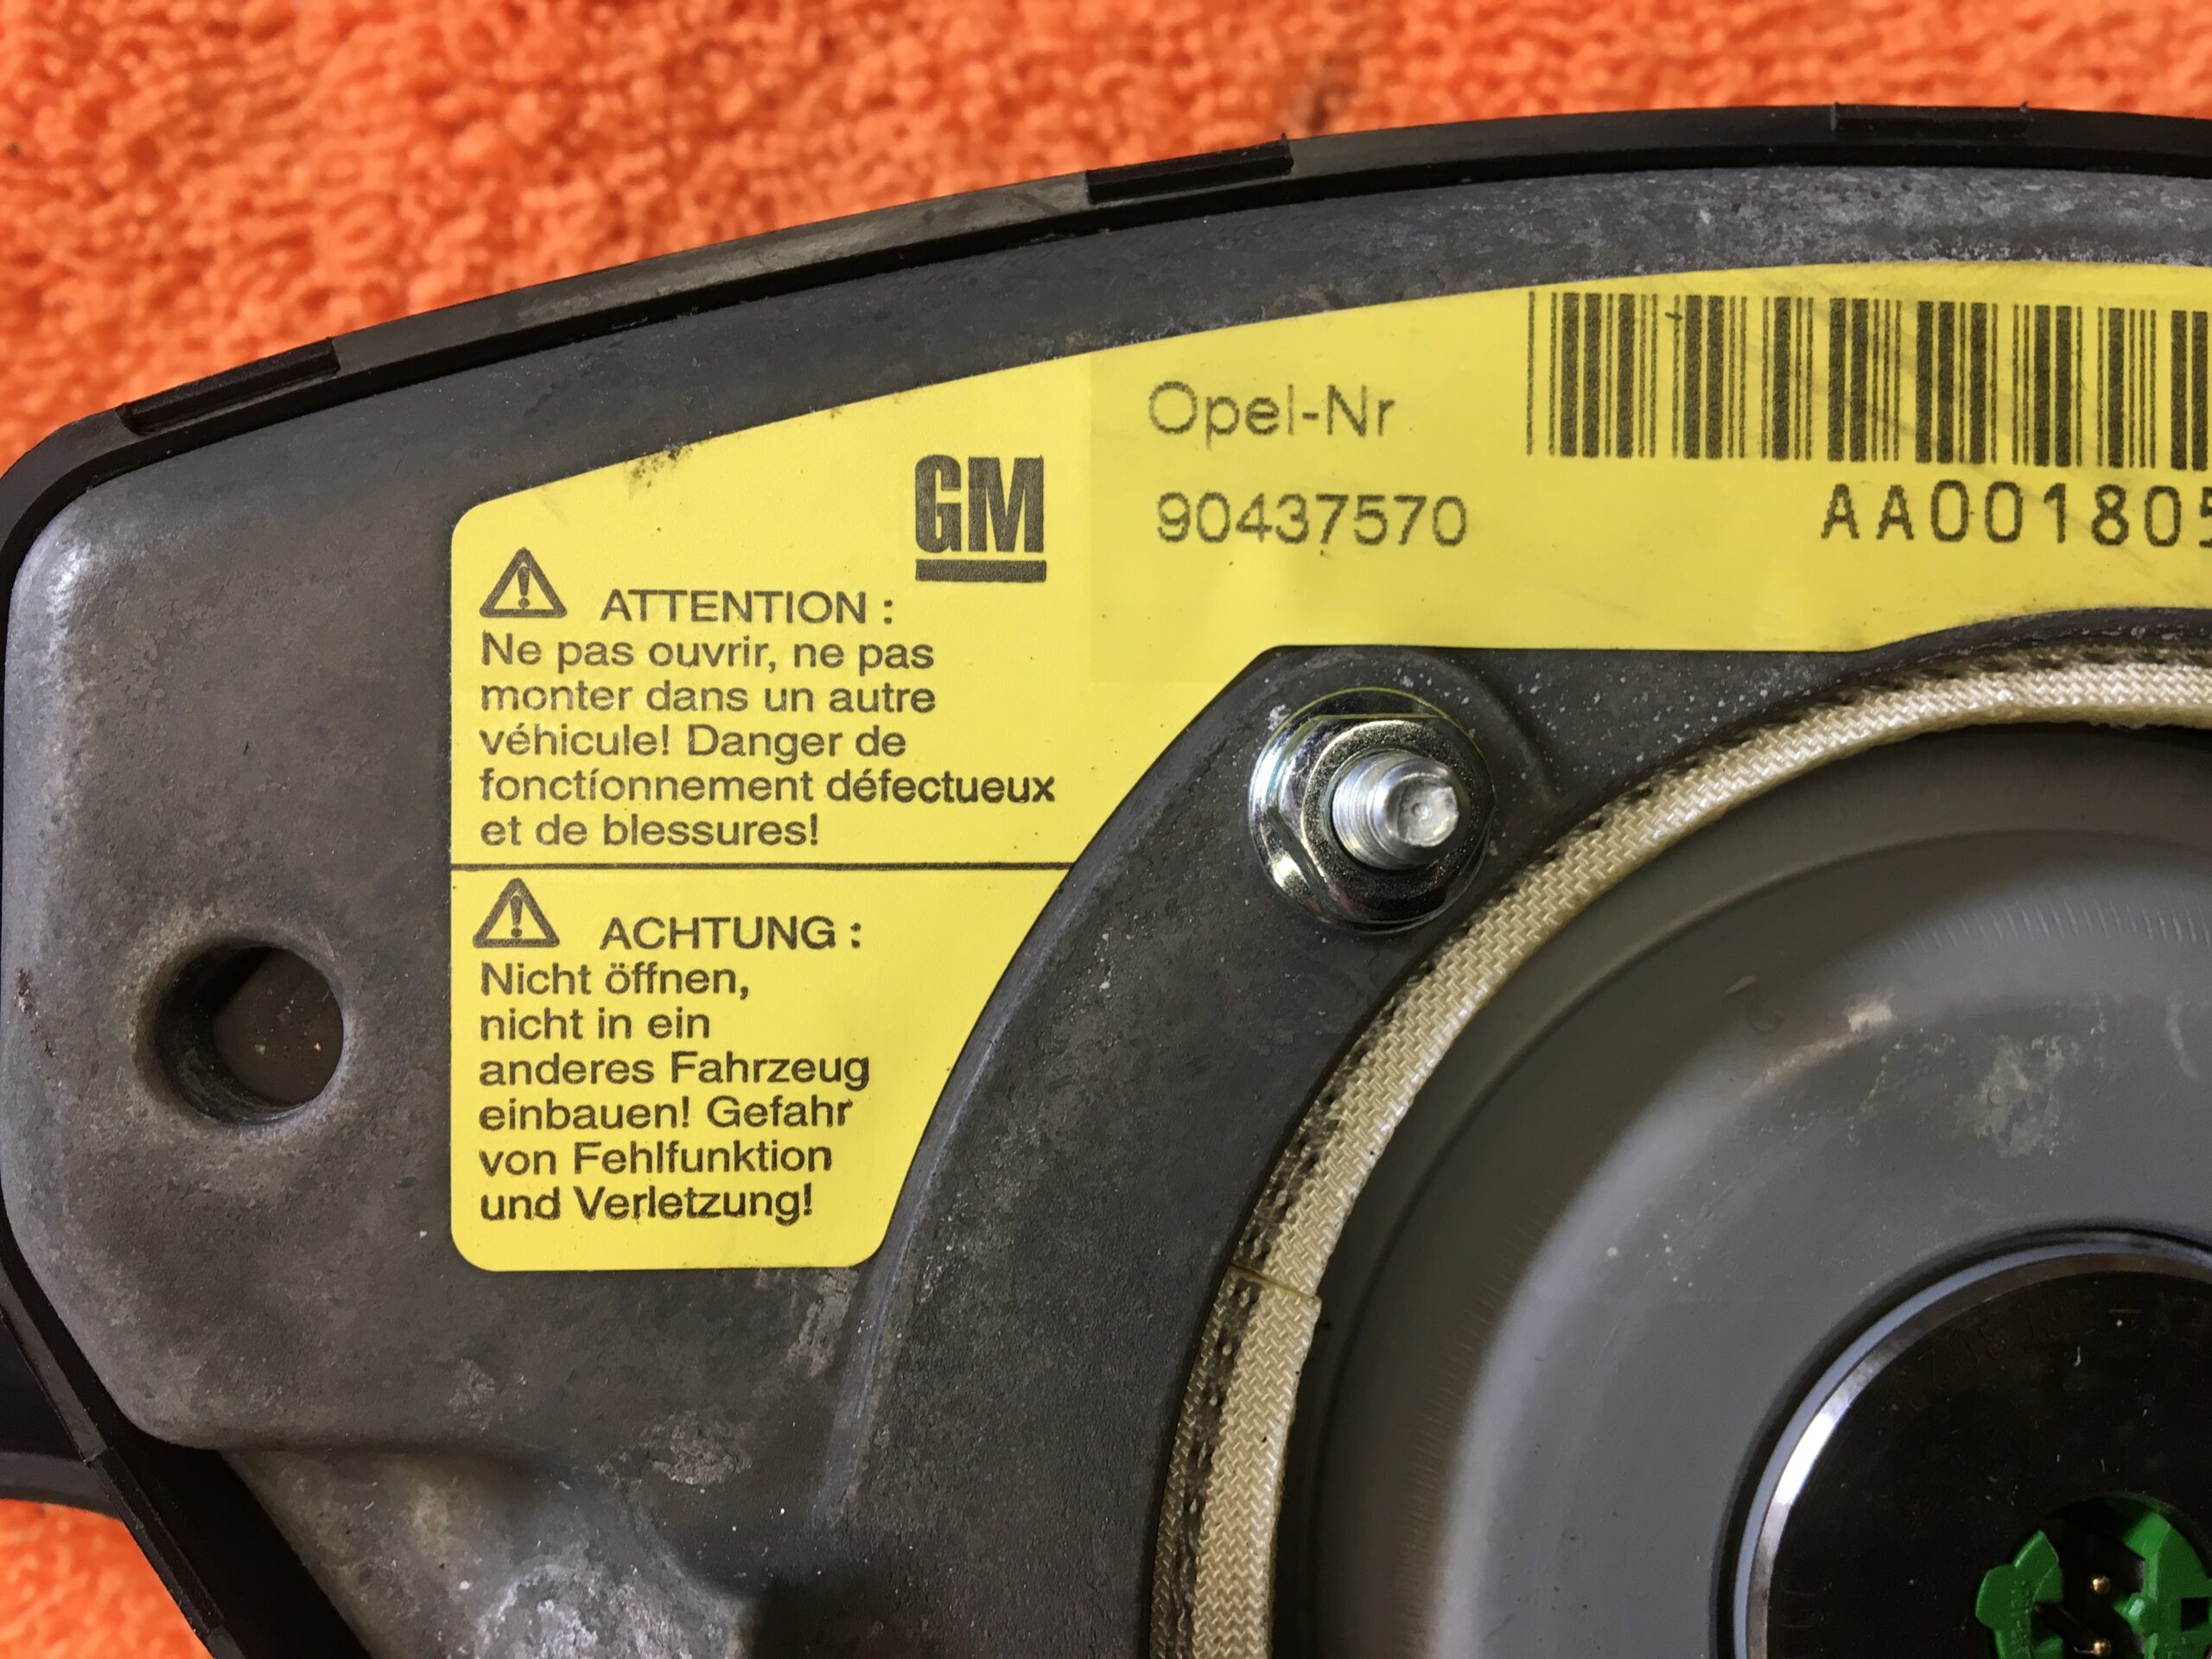 GM
Opel-Nr
90437570
AA001805
ATTENTION :
Ne pas ouvrir, ne pas
monter dans un autre
véhicule! Danger de
fonctionnement défectueux
et de blessures!
ACHTUNG :
Nicht öffnen,
nicht in ein
anderes Fahrzeug
einbauen! Gefahr
von Fehlfunktion
und Verletzung!